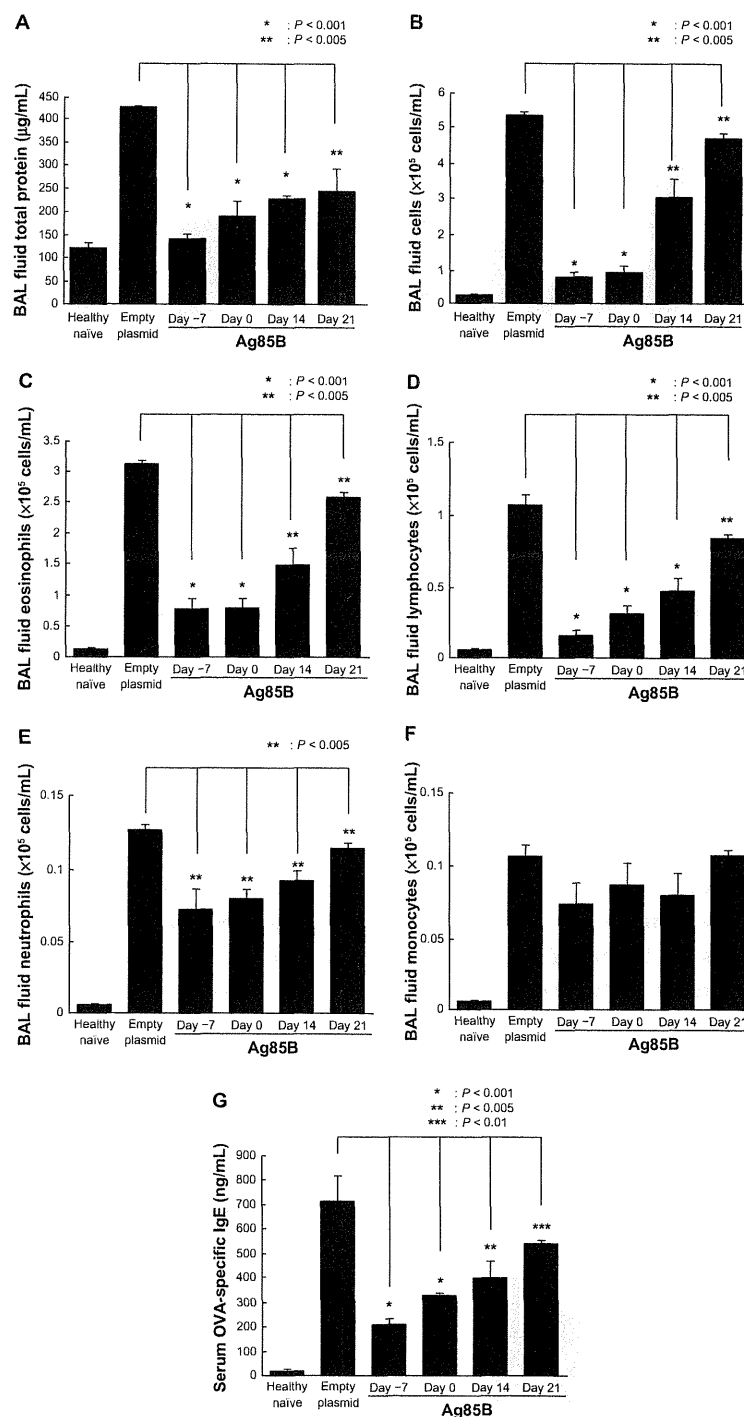 A
* : P < 0.001
** : P < 0.005
BAL fluid total protein (μg/mL)
450
400
350
300
250
200
150
100
50
0
*
*
*
**
Healthy naïve
Empty plasmid
Day −7
Day 0
Day 14
Day 21
Ag85B
B
* : P < 0.001
** : P < 0.005
BAL fluid cells (×10⁵ cells/mL)
6
5
4
3
2
1
0
*
*
**
**
Healthy naïve
Empty plasmid
Day −7
Day 0
Day 14
Day 21
Ag85B
C
* : P < 0.001
** : P < 0.005
BAL fluid eosinophils (×10⁵ cells/mL)
3.5
3
2.5
2
1.5
1
0.5
0
*
*
**
**
Healthy naïve
Empty plasmid
Day −7
Day 0
Day 14
Day 21
Ag85B
D
* : P < 0.001
** : P < 0.005
BAL fluid lymphocytes (×10⁵ cells/mL)
1.5
1
0.5
0
*
*
*
**
Healthy naïve
Empty plasmid
Day −7
Day 0
Day 14
Day 21
Ag85B
E
** : P < 0.005
BAL fluid neutrophils (×10⁵ cells/mL)
0.15
0.1
0.05
0
**
**
**
**
Healthy naïve
Empty plasmid
Day −7
Day 0
Day 14
Day 21
Ag85B
F
BAL fluid monocytes (×10⁵ cells/mL)
0.15
0.1
0.05
0
Healthy naïve
Empty plasmid
Day −7
Day 0
Day 14
Day 21
Ag85B
G
* : P < 0.001
** : P < 0.005
*** : P < 0.01
Serum OVA-specific IgE (ng/mL)
900
800
700
600
500
400
300
200
100
0
*
*
**
***
Healthy naïve
Empty plasmid
Day −7
Day 0
Day 14
Day 21
Ag85B